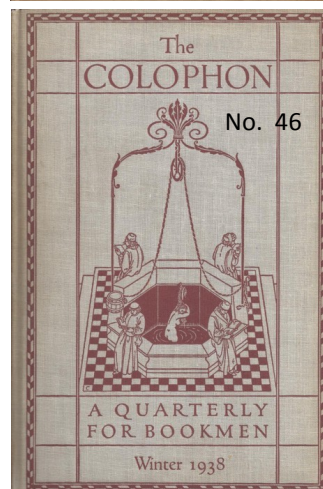 The
COLOPHON
No. 46
A QUARTERLY
FOR BOOKMEN
Winter 1938